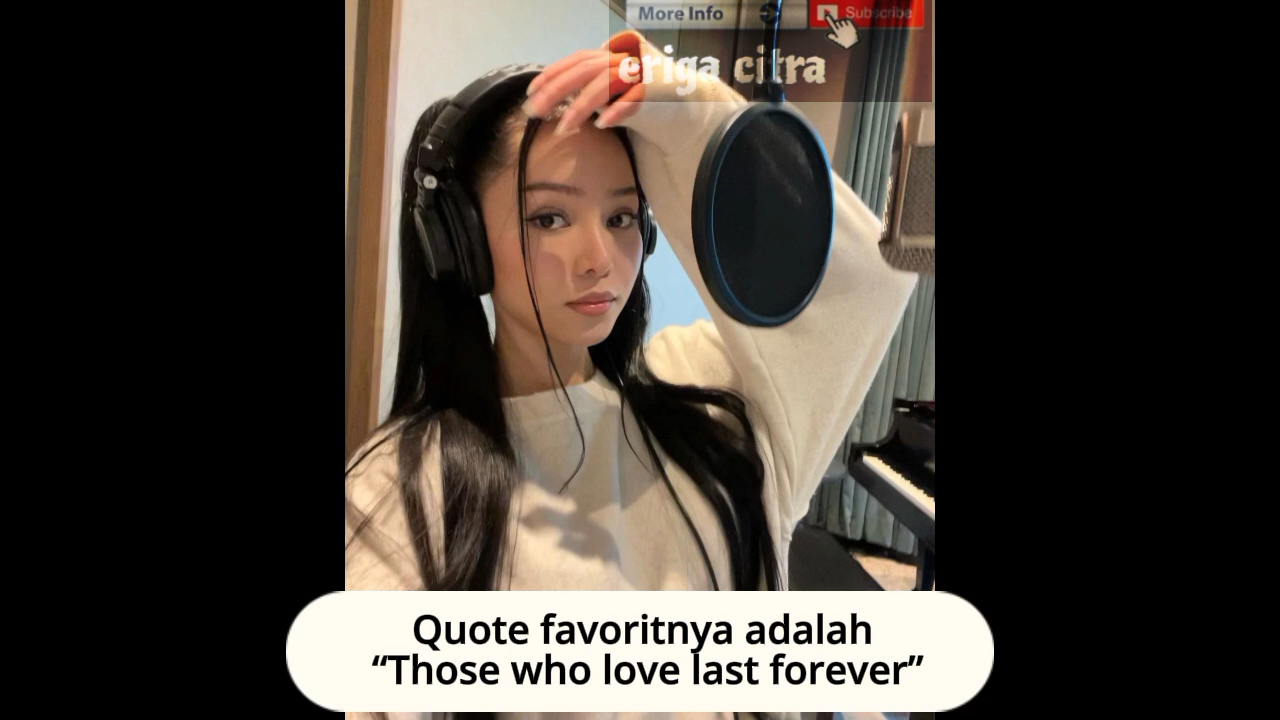 More Info
Subscribe
eriga citra
Quote favoritnya adalah
“Those who love last forever”